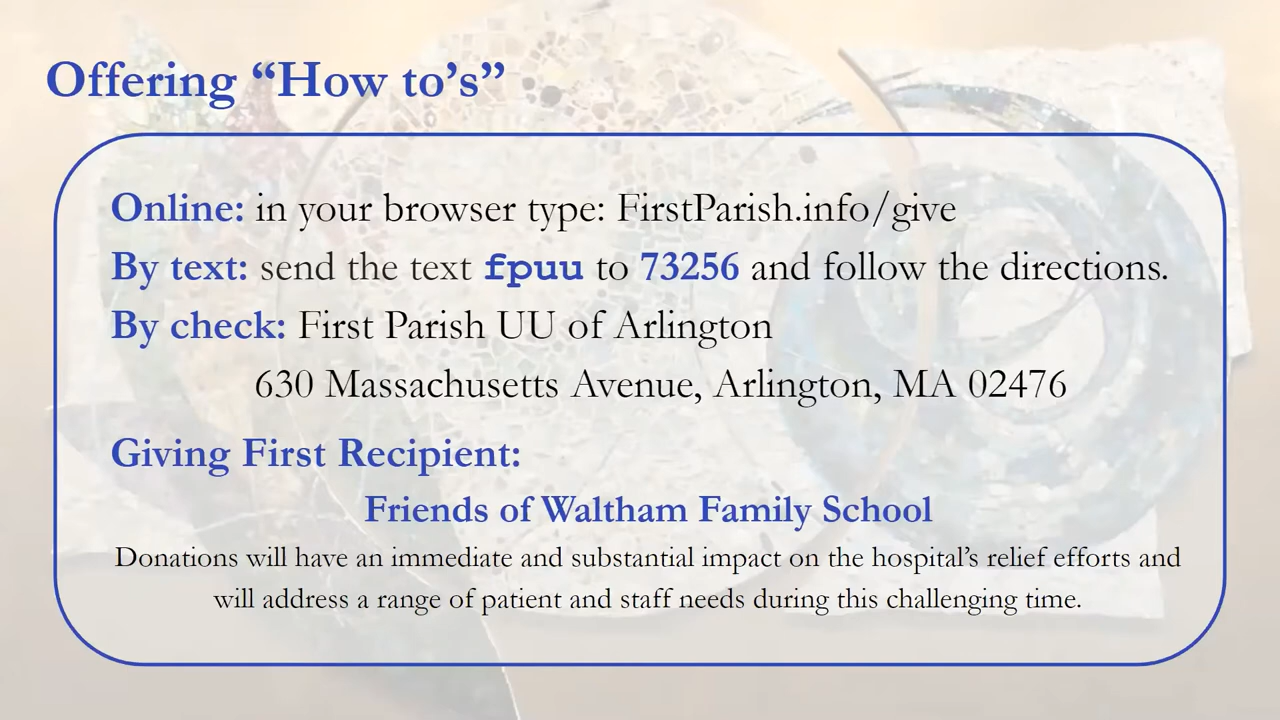 Offering “How to’s”
Online: in your browser type: FirstParish.info/give
By text: send the text fpuu to 73256 and follow the directions.
By check: First Parish UU of Arlington
630 Massachusetts Avenue, Arlington, MA 02476
Giving First Recipient:
Friends of Waltham Family School
Donations will have an immediate and substantial impact on the hospital’s relief efforts and
will address a range of patient and staff needs during this challenging time.